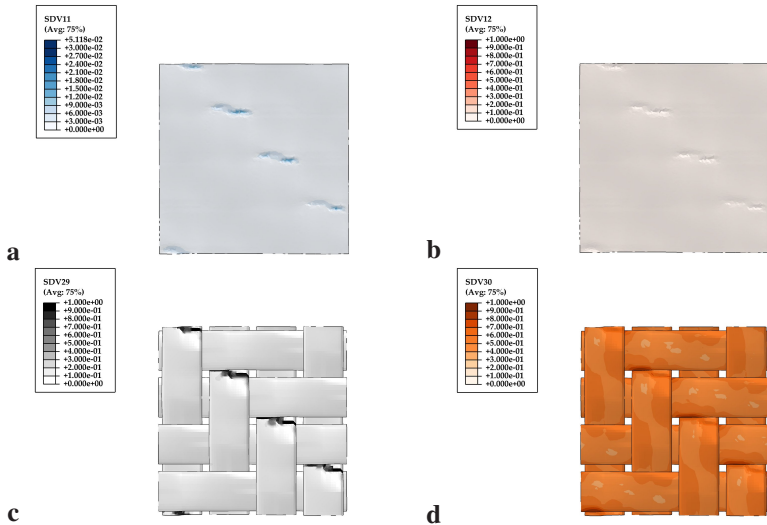 SDV11
(Avg: 75%)
+5.118e-02
+3.000e-02
+2.700e-02
+2.400e-02
+2.100e-02
+1.800e-02
+1.500e-02
+1.200e-02
+9.000e-03
+6.000e-03
+3.000e-03
+0.000e+00
a
SDV12
(Avg: 75%)
+1.000e+00
+9.000e-01
+8.000e-01
+7.000e-01
+6.000e-01
+5.000e-01
+4.000e-01
+3.000e-01
+2.000e-01
+1.000e-01
+0.000e+00
b
SDV29
(Avg: 75%)
+1.000e+00
+9.000e-01
+8.000e-01
+7.000e-01
+6.000e-01
+5.000e-01
+4.000e-01
+3.000e-01
+2.000e-01
+1.000e-01
+0.000e+00
c
SDV30
(Avg: 75%)
+1.000e+00
+9.000e-01
+8.000e-01
+7.000e-01
+6.000e-01
+5.000e-01
+4.000e-01
+3.000e-01
+2.000e-01
+1.000e-01
+0.000e+00
d